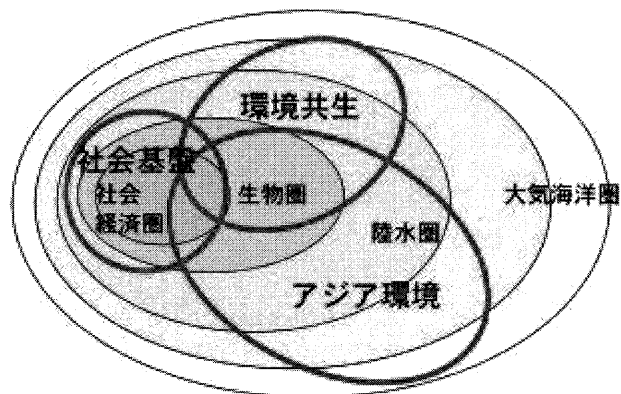 環境共生
社会基盤
社会
経済圏
生物圏
大気海洋圏
陸水圏
アジア環境